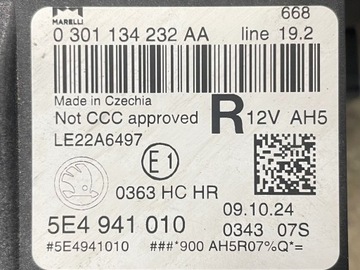 MARELLI 668
0 301 134 232 AA line 19.2
Made in Czechia
Not CCC approved R 12V AH5
LE22A6497
E1
0363 HC HR
5E4 941 010 09.10.24
0343 07S
#5E4941010 ###*900 AH5R07%Q*=